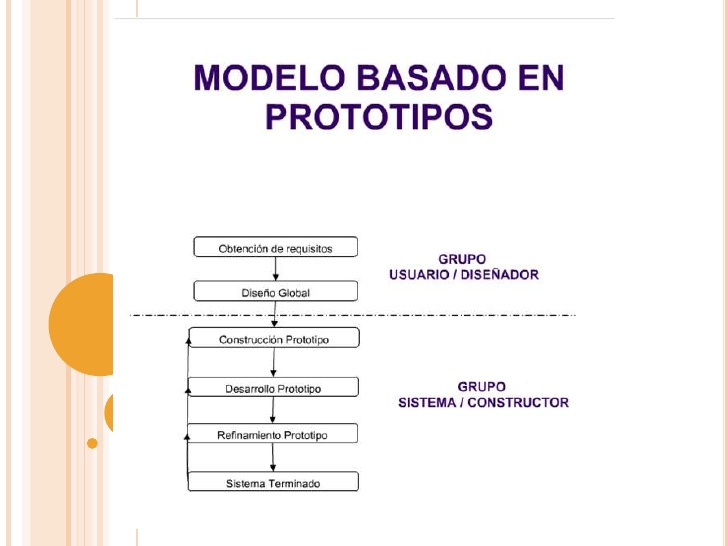 MODELO BASADO EN
PROTOTIPOS
Obtención de requisitos
GRUPO
USUARIO / DISEÑADOR
Diseño Global
Construcción Prototipo
Desarrollo Prototipo
GRUPO
SISTEMA / CONSTRUCTOR
Refinamiento Prototipo
Sistema Terminado